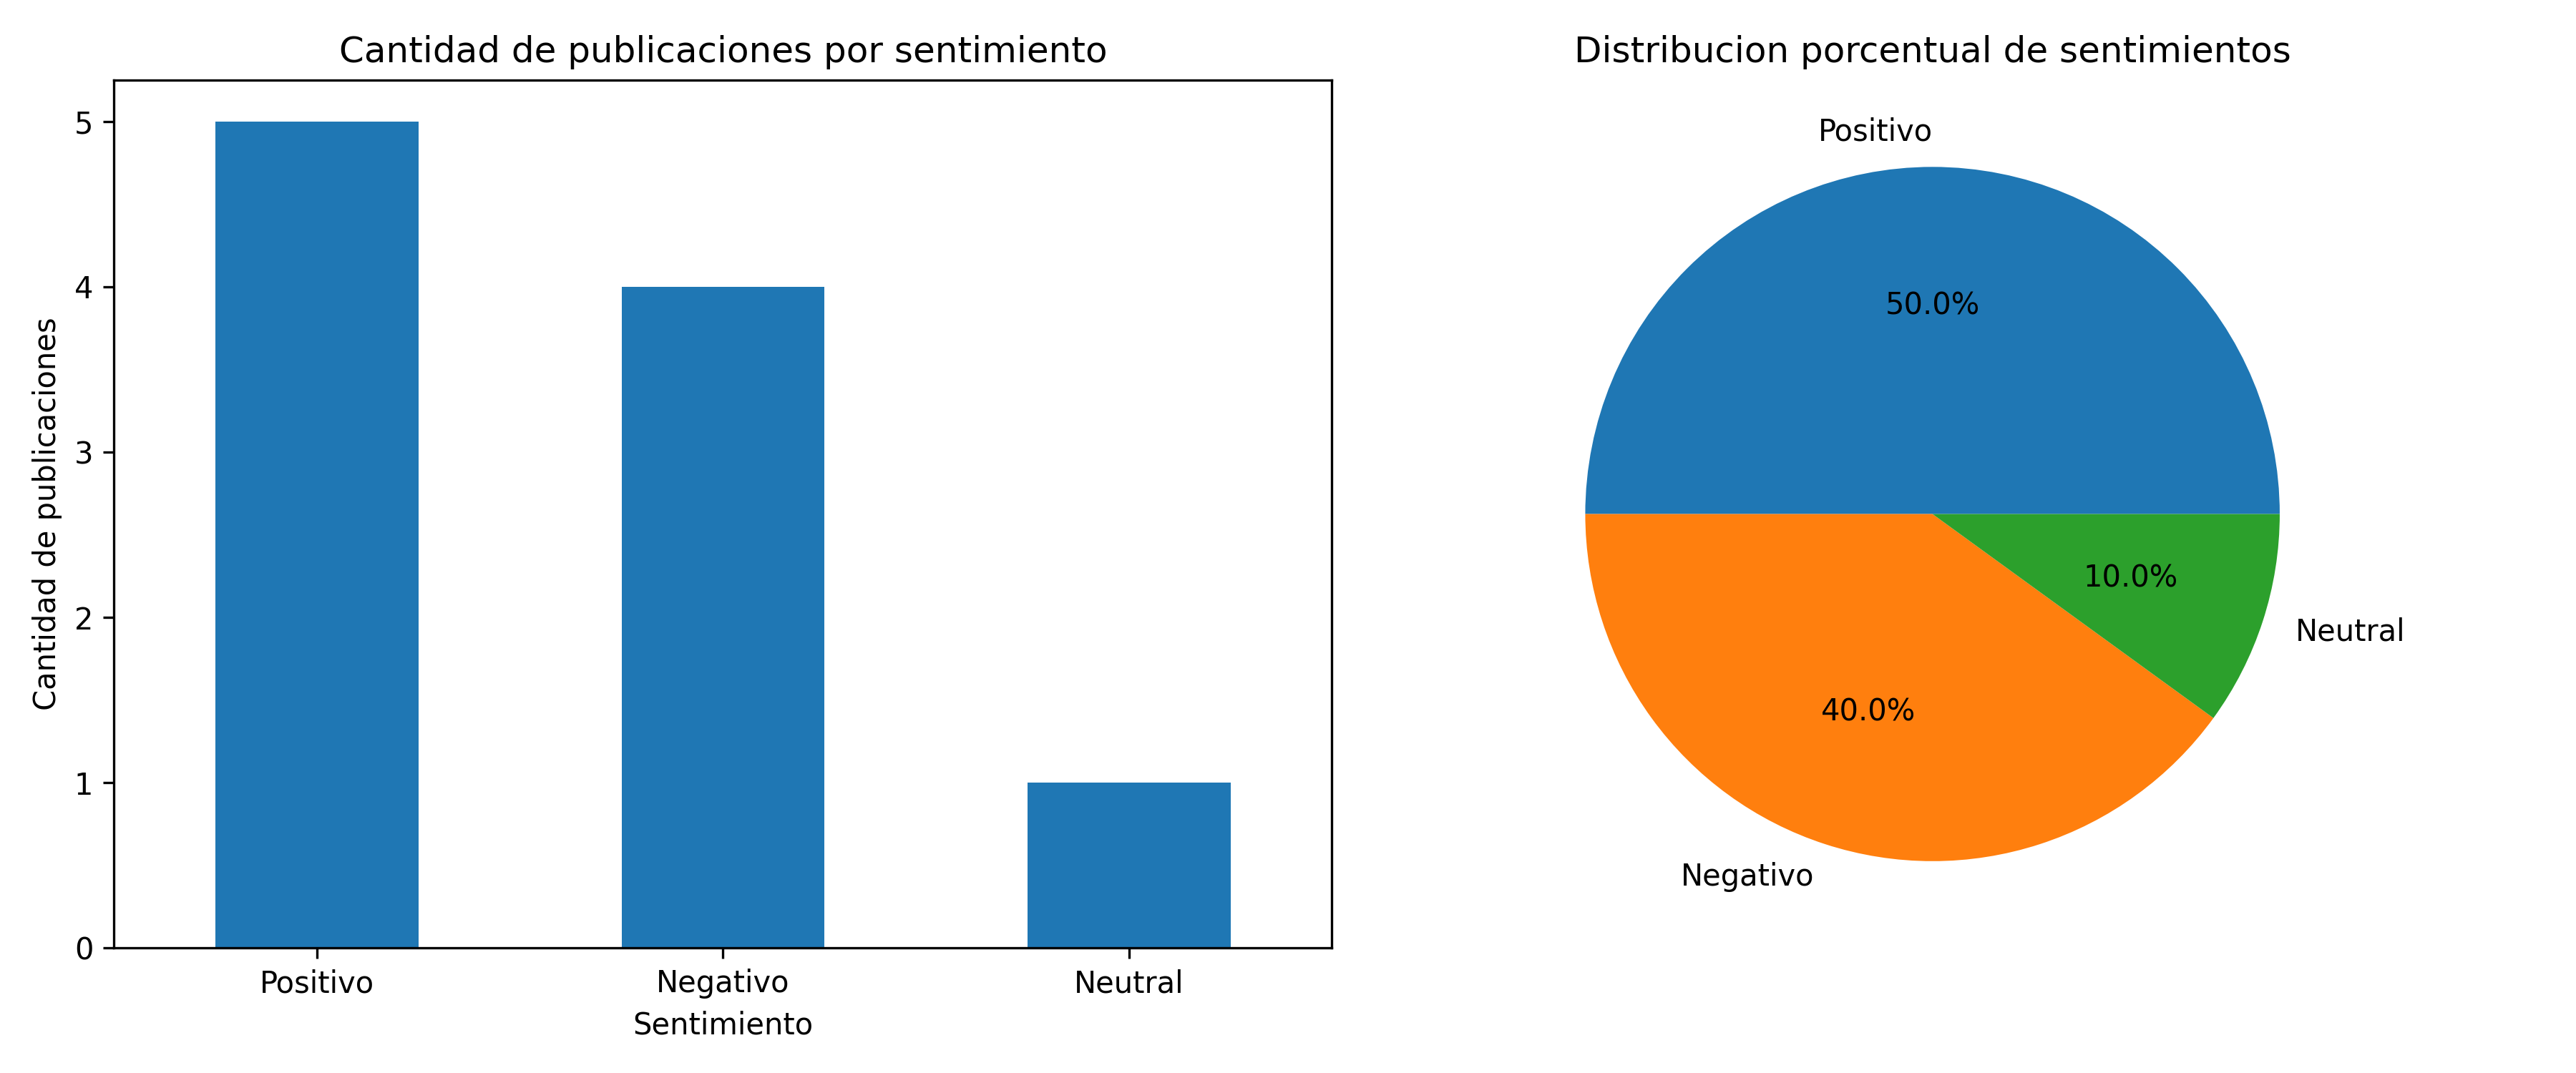 Cantidad de publicaciones por sentimiento
Cantidad de publicaciones
5
4
3
2
1
0
Positivo
Negativo
Neutral
Sentimiento
Distribucion porcentual de sentimientos
Positivo
50.0%
10.0%
Neutral
40.0%
Negativo